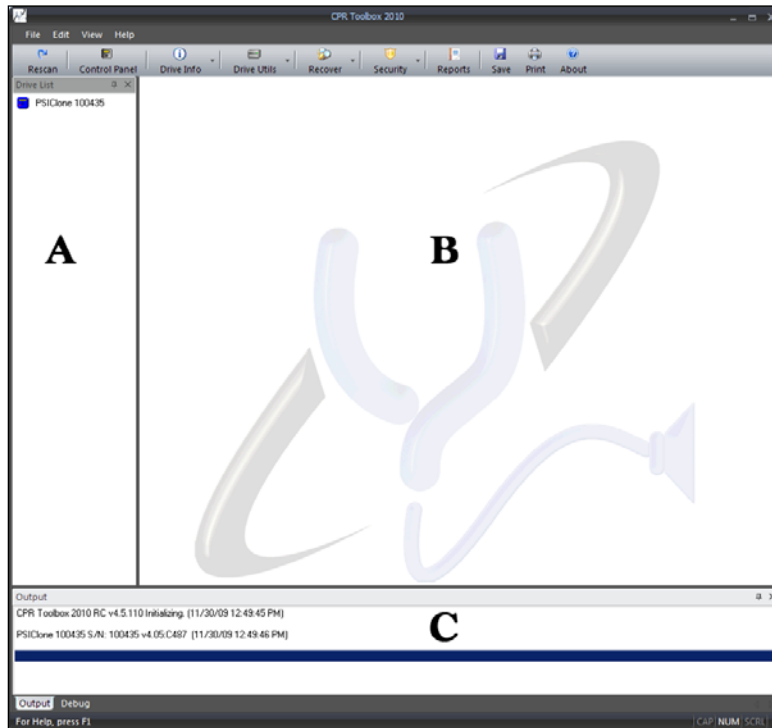 CPR Toolbox 2010
File Edit View Help
Rescan Control Panel Drive Info Drive Utils Recover Security Reports Save Print About
Drive List
PSIClone 100435
A
B
Output
CPR Toolbox 2010 RC v4.5.110 Initializing. (11/30/09 12:49:45 PM)
PSIClone 100435 S/N: 100435 v4.05:C487 (11/30/09 12:49:46 PM)
C
Output Debug
For Help, press F1 CAP NUM SCRL